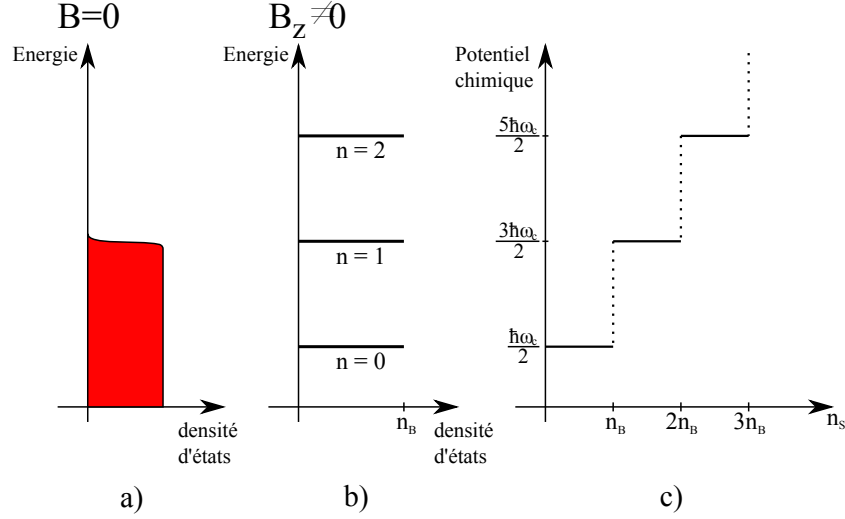 B=0
Energie
densité
d'états
a)
B_z ≠0
Energie
n = 2
n = 1
n = 0
n_B
densité
d'états
b)
Potentiel
chimique
5ħω_c
2
3ħω_c
2
ħω_c
2
n_B
2n_B
3n_B
n_S
c)